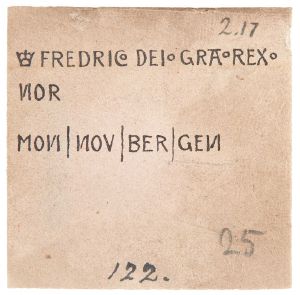 2.17
FREDRIC∘ DEI∘ GRA∘REX∘
NOR
MON|NOV|BER|GEN
25
122.